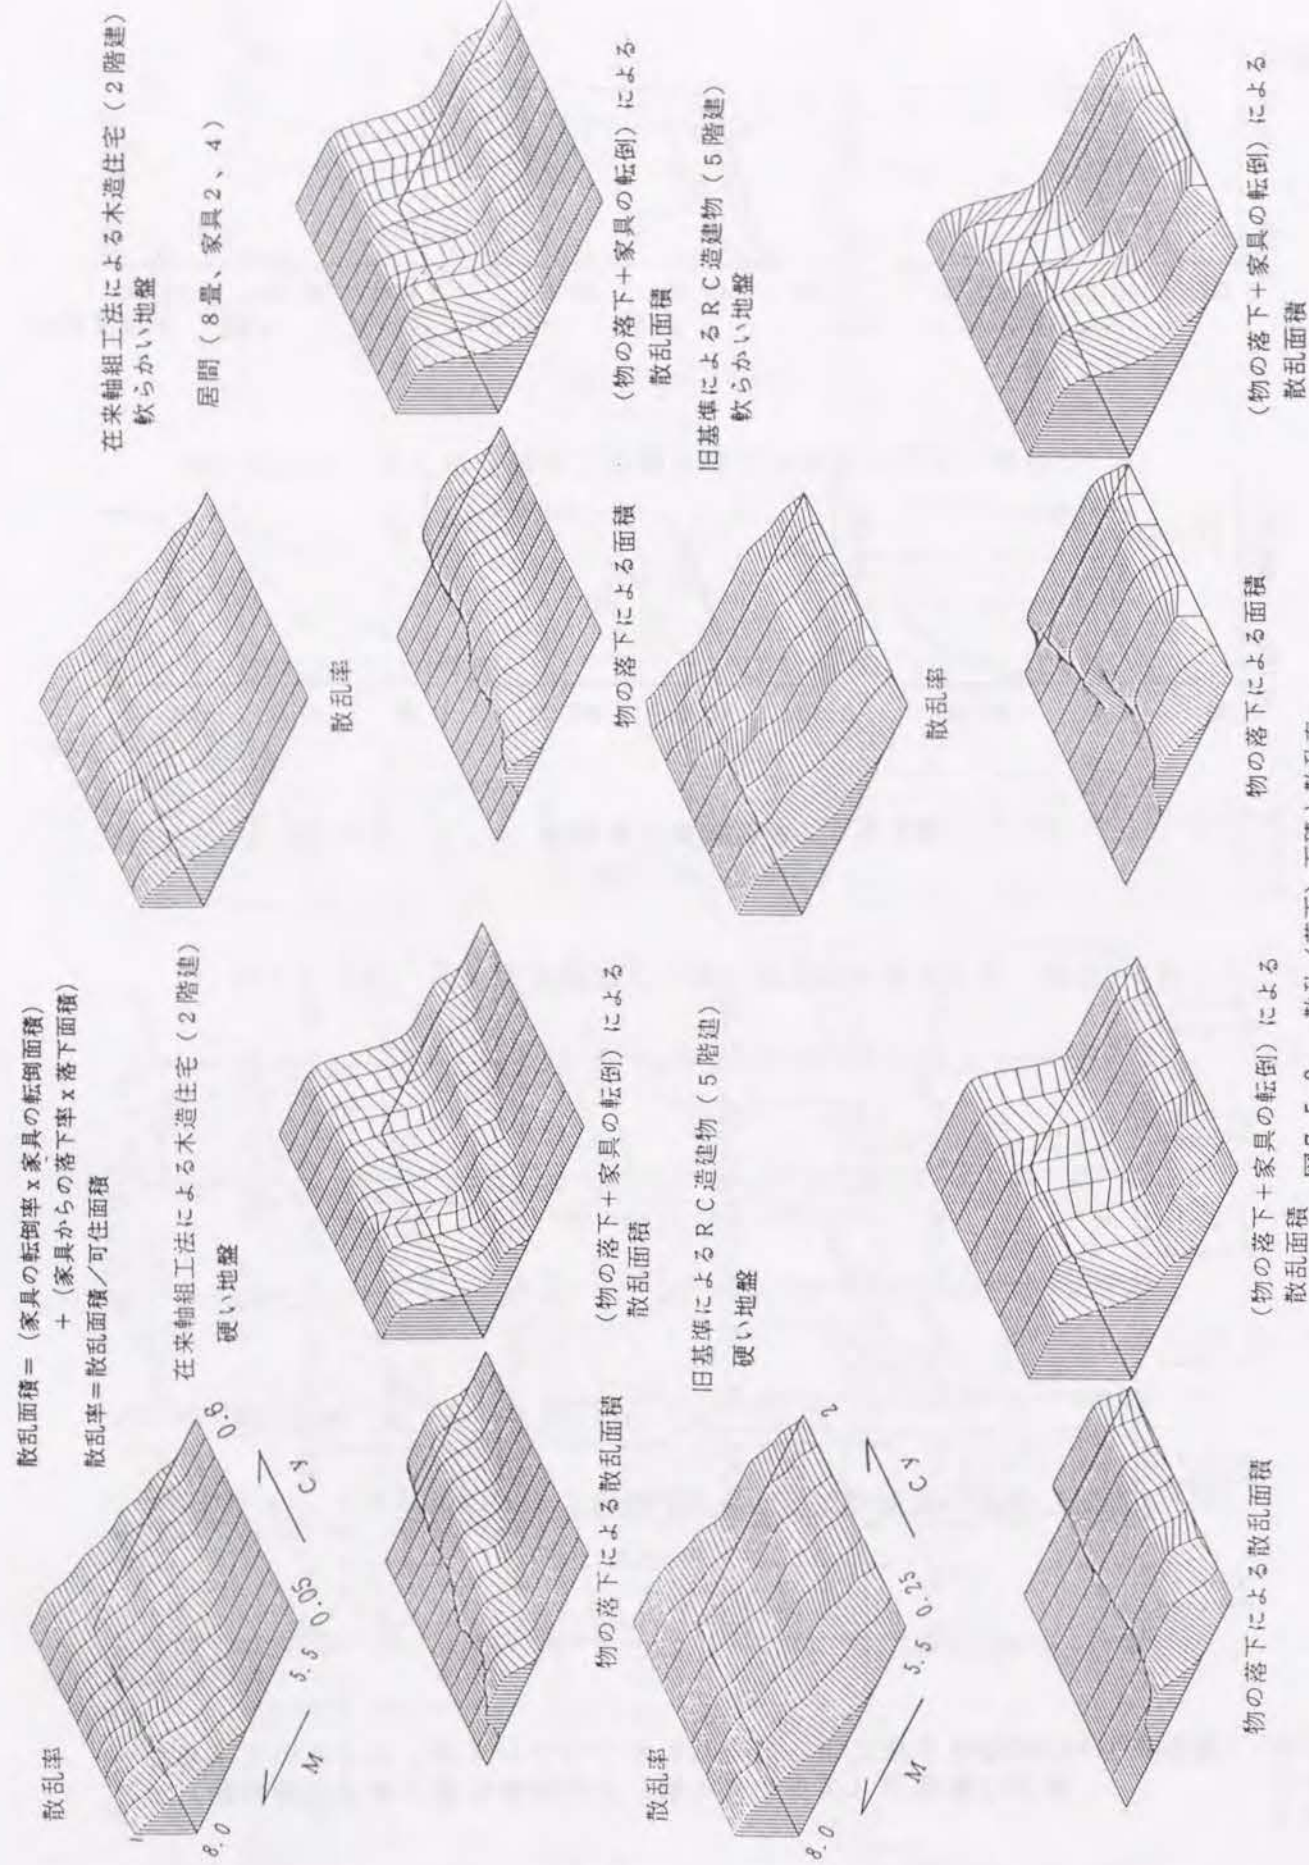 散乱面積＝（家具の転倒率ｘ家具の転倒面積）
＋（家具からの落下率ｘ落下面積）
散乱率＝散乱面積／可住面積
散乱率
在来軸組工法による木造住宅（２階建）
硬い地盤
1
8.0
M
5.5
0.05
Cy
物の落下による散乱面積
（物の落下＋家具の転倒）による
散乱面積
在来軸組工法による木造住宅（２階建）
軟らかい地盤
居間（８畳、家具２、４）
散乱率
物の落下による面積
（物の落下＋家具の転倒）による
散乱面積
旧基準によるＲＣ造建物（５階建）
硬い地盤
散乱率
8.0
M
5.5
0.25
Cy
2
物の落下による散乱面積
（物の落下＋家具の転倒）による
散乱面積
旧基準によるＲＣ造建物（５階建）
軟らかい地盤
散乱率
物の落下による面積
（物の落下＋家具の転倒）による
散乱面積